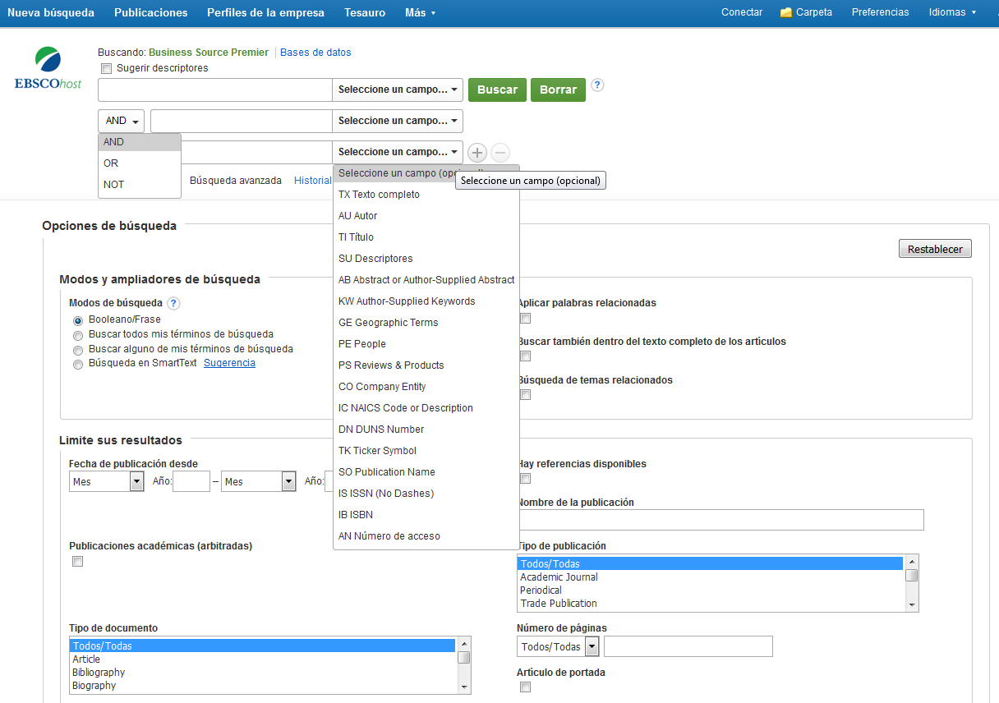 Nueva búsqueda Publicaciones Perfiles de la empresa Tesauro Más Conectar Carpeta Preferencias Idiomas
Buscando: Business Source Premier Bases de datos
Sugerir descriptores
EBSCOhost
Seleccione un campo... Buscar Borrar ?
AND Seleccione un campo...
AND
OR
NOT
Seleccione un campo...
Búsqueda avanzada Historial
Seleccione un campo (opcional)
Seleccione un campo (opcional)
TX Texto completo
AU Autor
TI Título
SU Descriptores
AB Abstract or Author-Supplied Abstract
KW Author-Supplied Keywords
GE Geographic Terms
PE People
PS Reviews & Products
CO Company Entity
IC NAICS Code or Description
DN DUNS Number
TK Ticker Symbol
SO Publication Name
IS ISSN (No Dashes)
IB ISBN
AN Número de acceso
Opciones de búsqueda
Restablecer
Modos y ampliadores de búsqueda
Modos de búsqueda ?
Booleano/Frase
Buscar todos mis términos de búsqueda
Buscar alguno de mis términos de búsqueda
Búsqueda en SmartText Sugerencia
Aplicar palabras relacionadas
Buscar también dentro del texto completo de los artículos
Búsqueda de temas relacionados
Limite sus resultados
Fecha de publicación desde
Mes Año: – Mes Año:
Hay referencias disponibles
Nombre de la publicación
Publicaciones académicas (arbitradas)
Tipo de publicación
Todos/Todas
Academic Journal
Periodical
Trade Publication
Tipo de documento
Todos/Todas
Article
Bibliography
Biography
Número de páginas
Todos/Todas
Artículo de portada